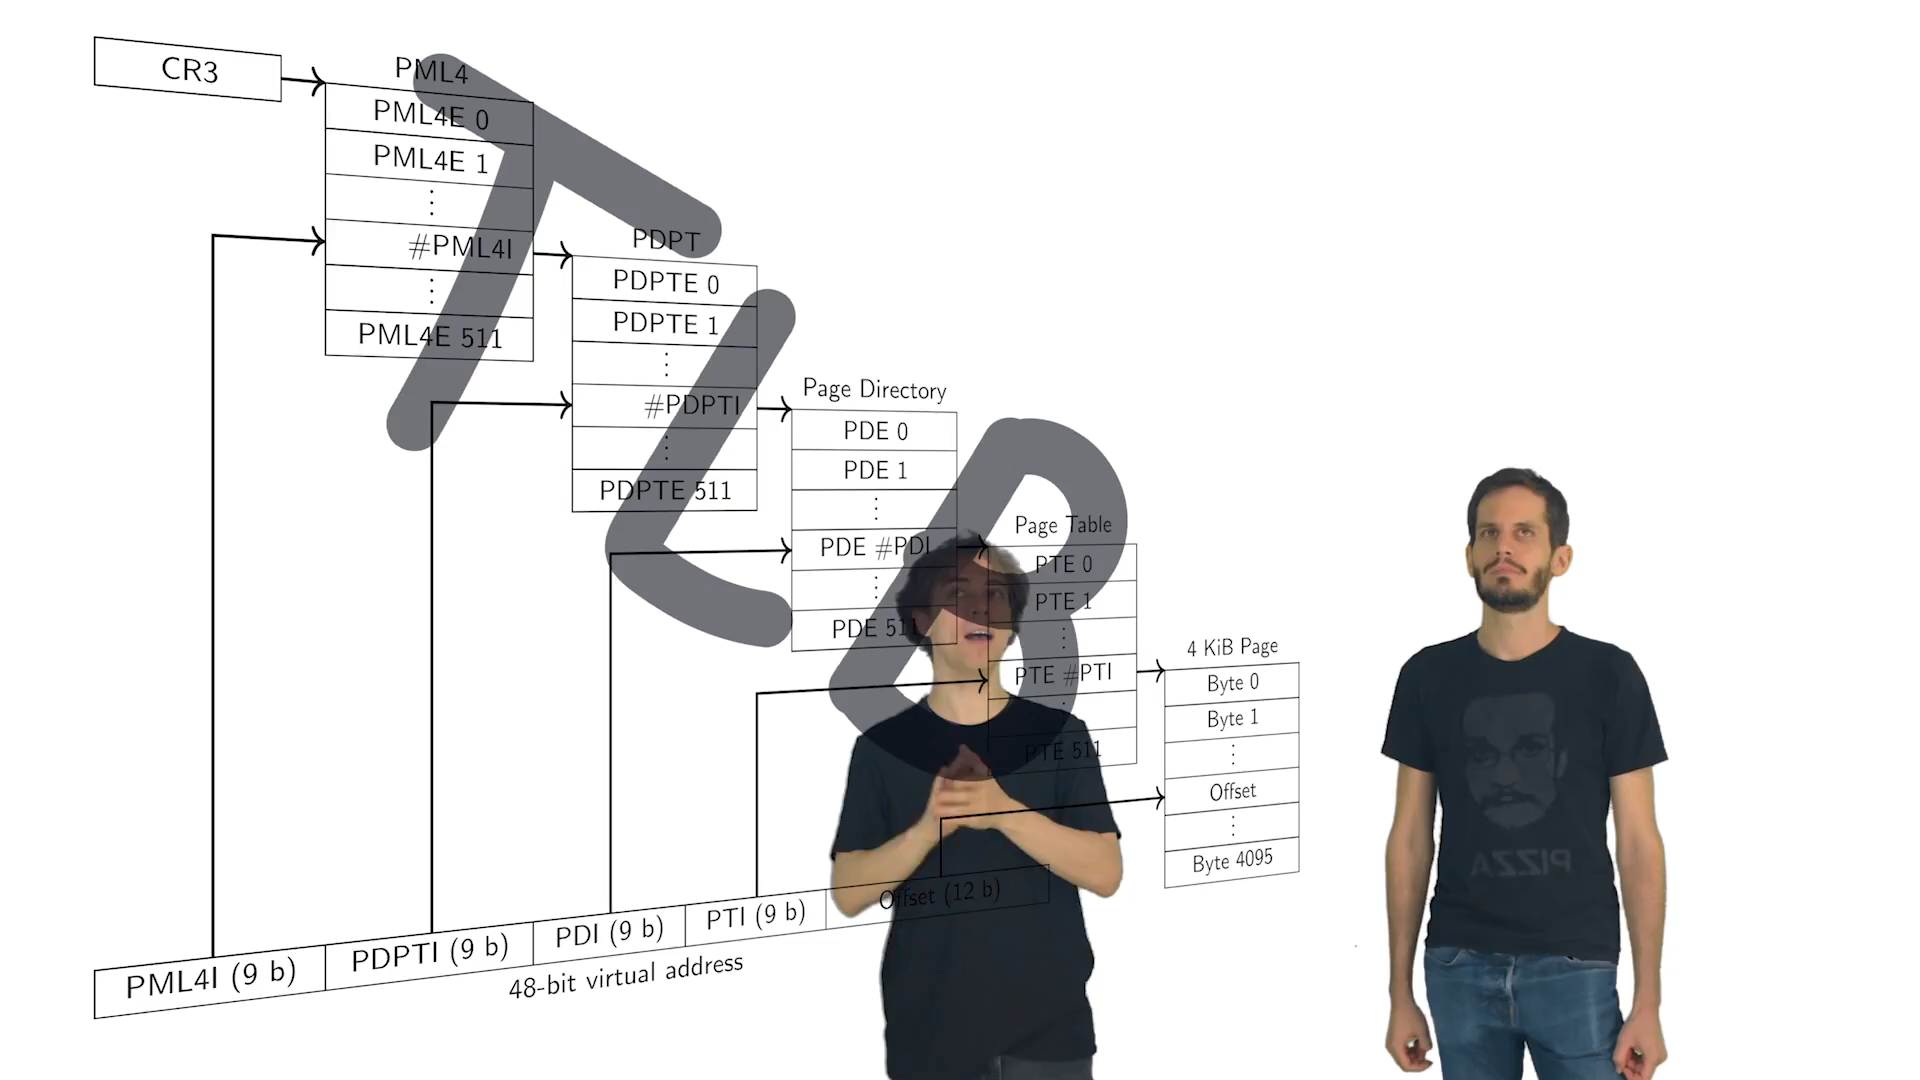 CR3
PML4
PML4E 0
PML4E 1
⋮
#PML4I
⋮
PML4E 511
PDPT
PDPTE 0
PDPTE 1
⋮
#PDPTI
⋮
PDPTE 511
Page Directory
PDE 0
PDE 1
⋮
PDE #PDI
⋮
PDE 511
Page Table
PTE 0
PTE 1
⋮
PTE #PTI
⋮
PTE 511
4 KiB Page
Byte 0
Byte 1
⋮
Offset
⋮
Byte 4095
TLB
PML4I (9 b) PDPTI (9 b) PDI (9 b) PTI (9 b) Offset (12 b)
48-bit virtual address
PIZZA